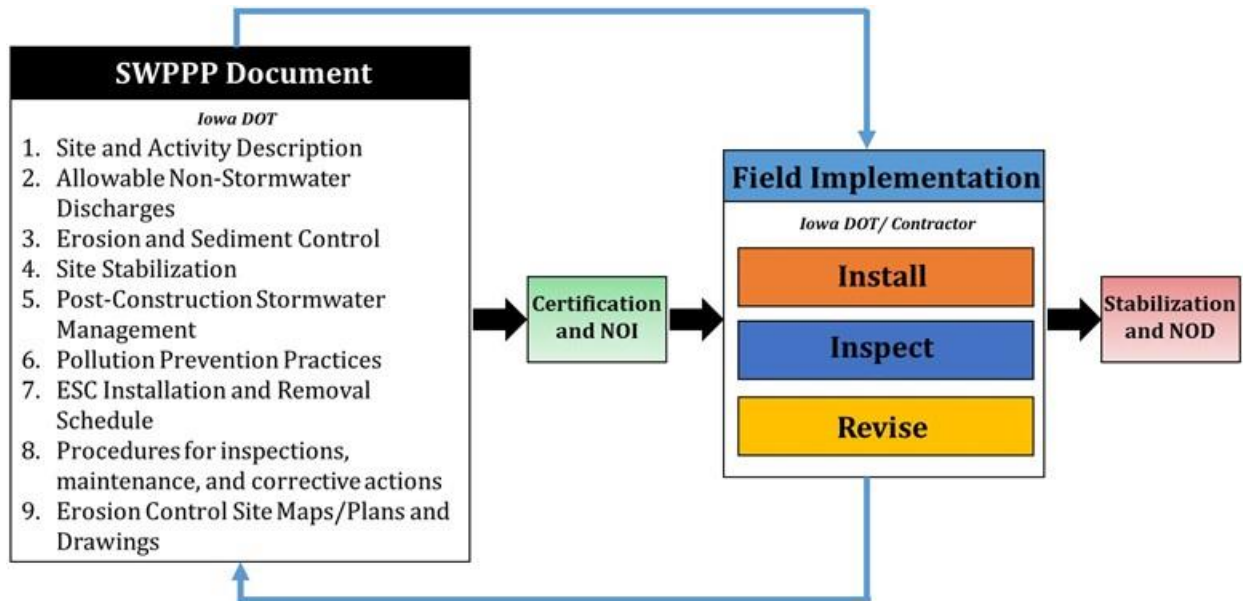 SWPPP Document
Iowa DOT
1. Site and Activity Description
2. Allowable Non-Stormwater
Discharges
3. Erosion and Sediment Control
4. Site Stabilization
5. Post-Construction Stormwater
Management
6. Pollution Prevention Practices
7. ESC Installation and Removal
Schedule
8. Procedures for inspections,
maintenance, and corrective actions
9. Erosion Control Site Maps/Plans and
Drawings
Certification
and NOI
Field Implementation
Iowa DOT/ Contractor
Install
Inspect
Revise
Stabilization
and NOD